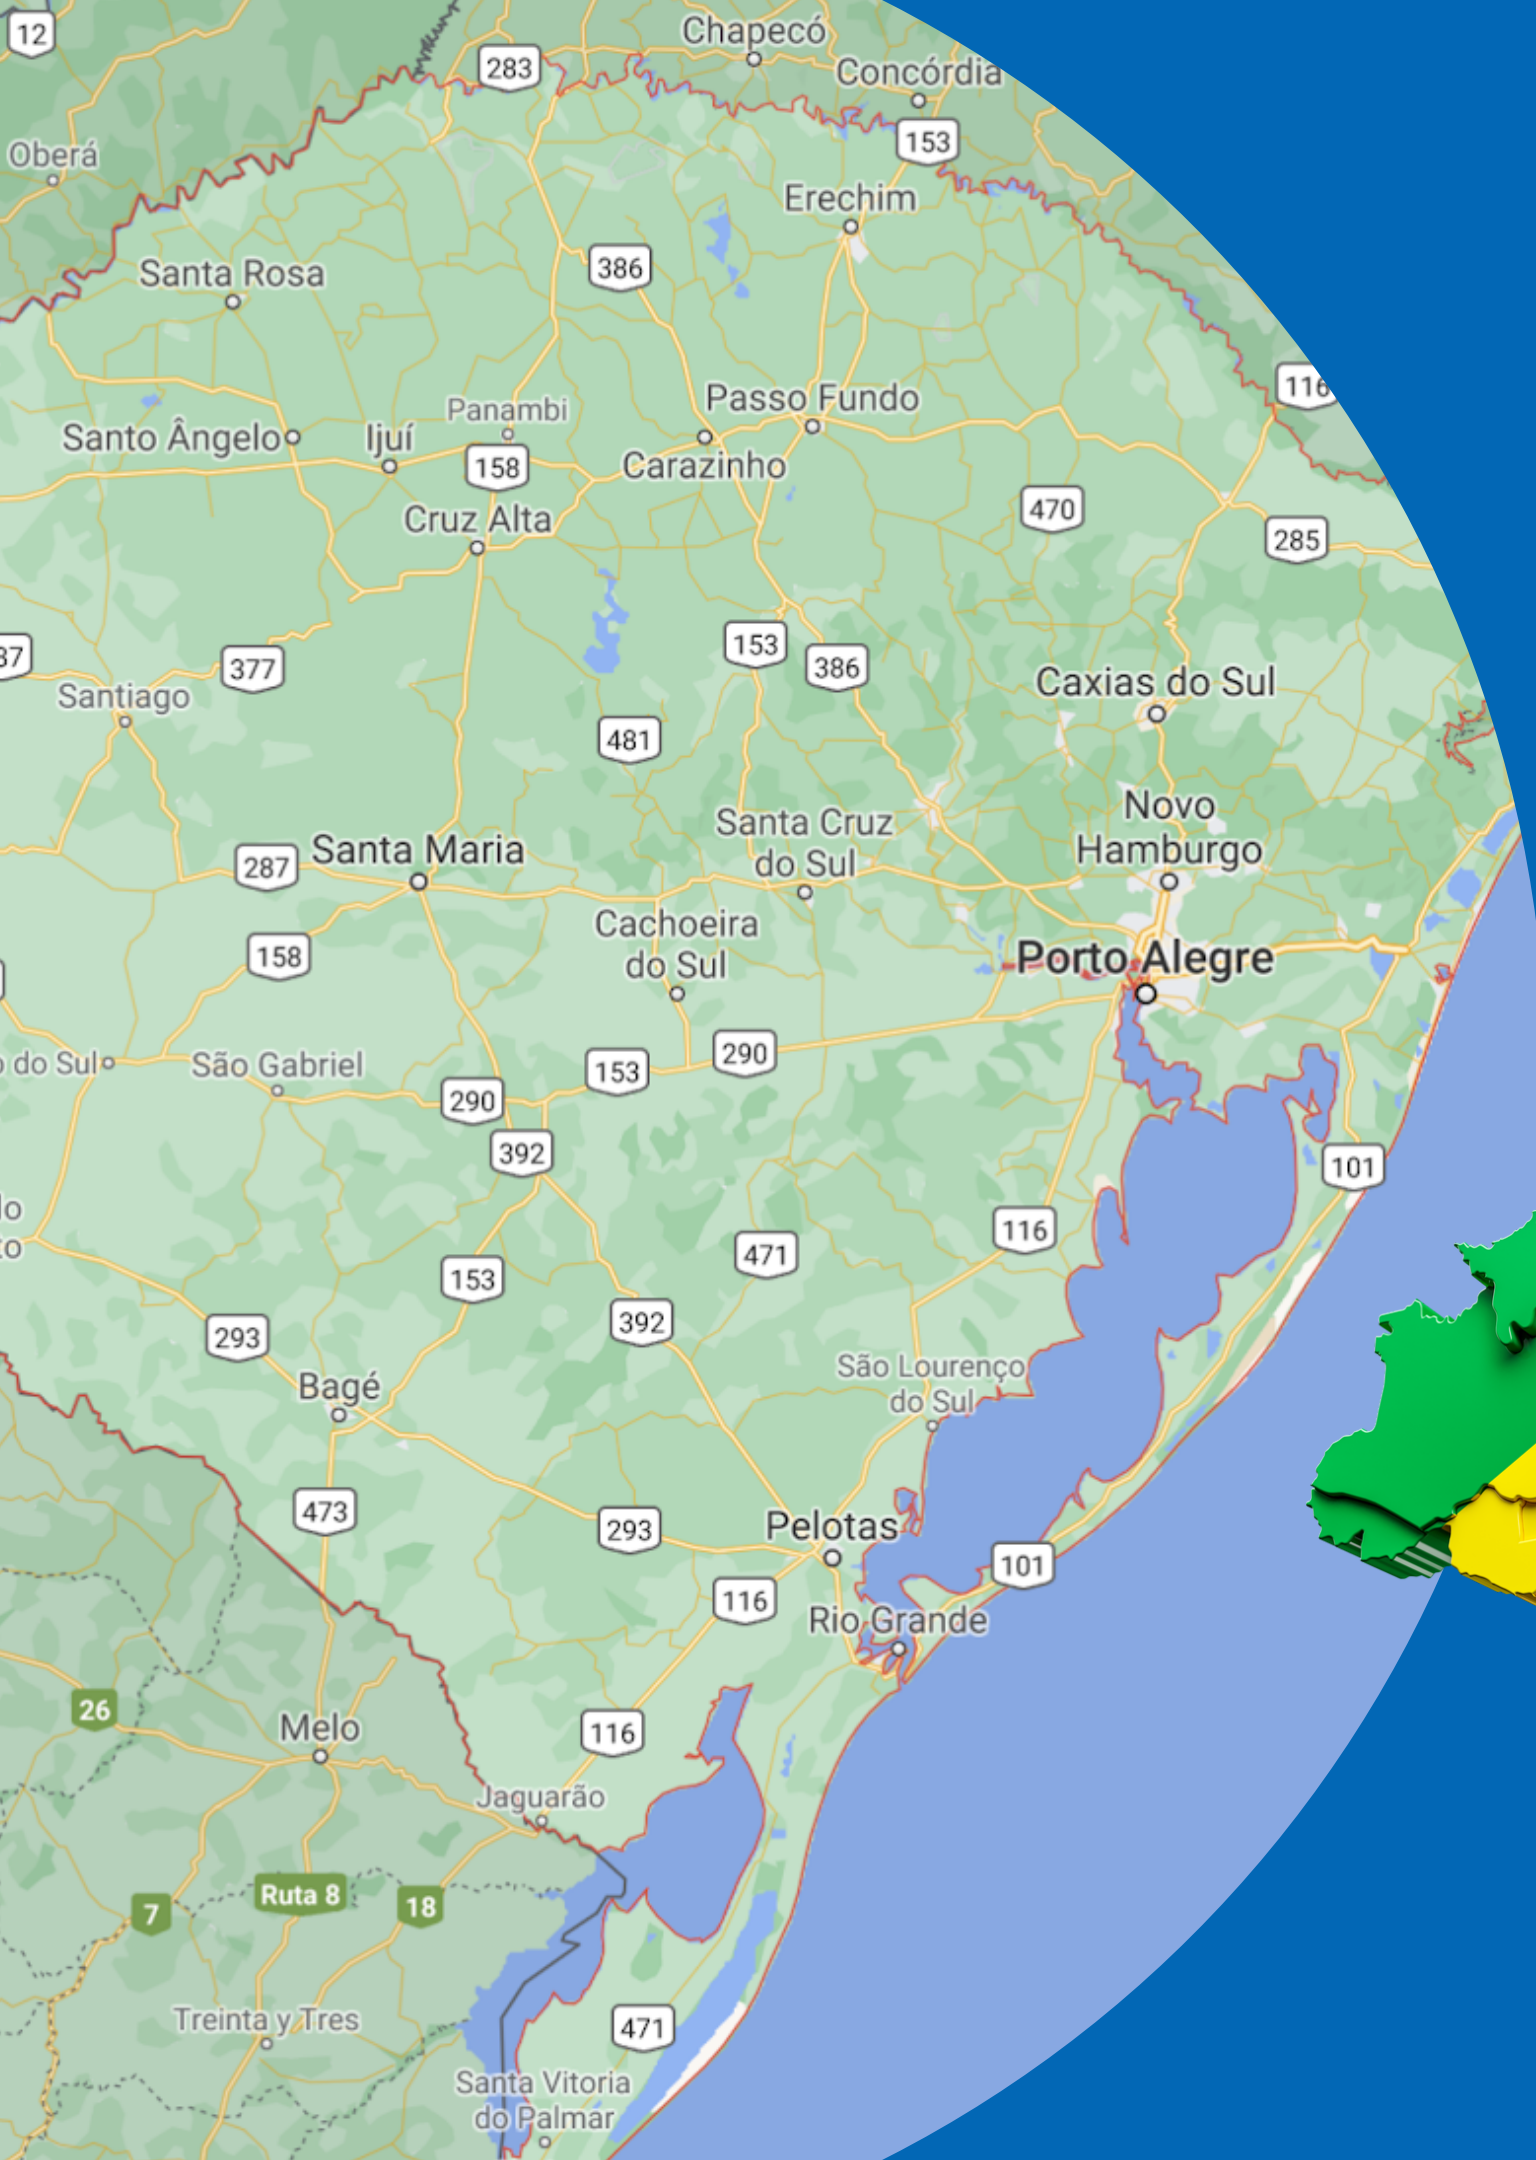 12
Chapecó
283
Concórdia
153
Oberá
Erechim
386
Santa Rosa
116
Passo Fundo
Panambi
Santo Ângelo
Ijuí
158
Carazinho
470
Cruz Alta
285
153
386
377
Santiago
Caxias do Sul
481
Novo
Hamburgo
Santa Cruz
do Sul
287
Santa Maria
Cachoeira
do Sul
158
Porto Alegre
do Sul
São Gabriel
153
290
290
392
101
116
471
153
392
293
São Lourenço
do Sul
Bagé
473
293
Pelotas
101
116
Rio Grande
26
Melo
116
Jaguarão
Ruta 8
7
18
Treinta y Tres
471
Santa Vitoria
do Palmar